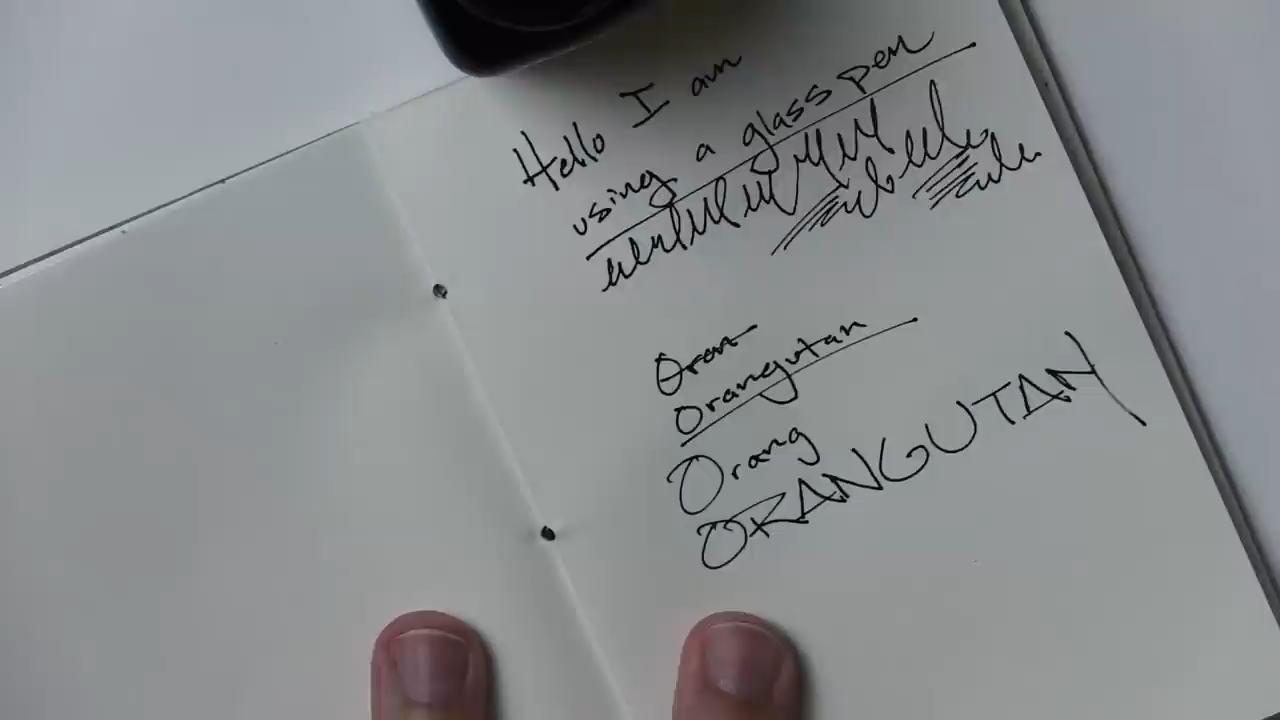 Hello I am
using a glass pen
Oran
Orangutan
Orang
ORANGUTAN